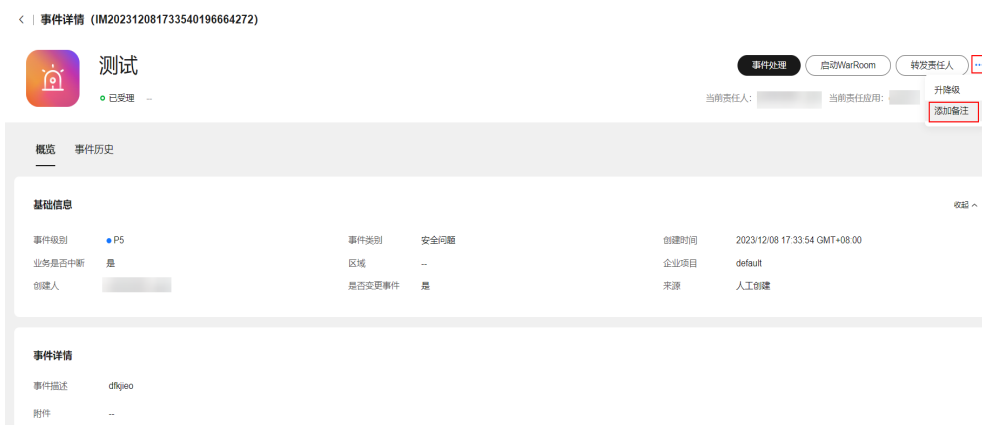 事件详情（IM202312081733540196664272）
测试
事件处理 启动WarRoom 转发责任人 ...
已受理 --
当前责任人： 当前责任应用：
升降级
添加备注
概览 事件历史
基础信息 收起
事件级别 P5 事件类别 安全问题 创建时间 2023/12/08 17:33:54 GMT+08:00
业务是否中断 是 区域 -- 企业项目 default
创建人 是否变更事件 是 来源 人工创建
事件详情
事件描述 dfkjieo
附件 --